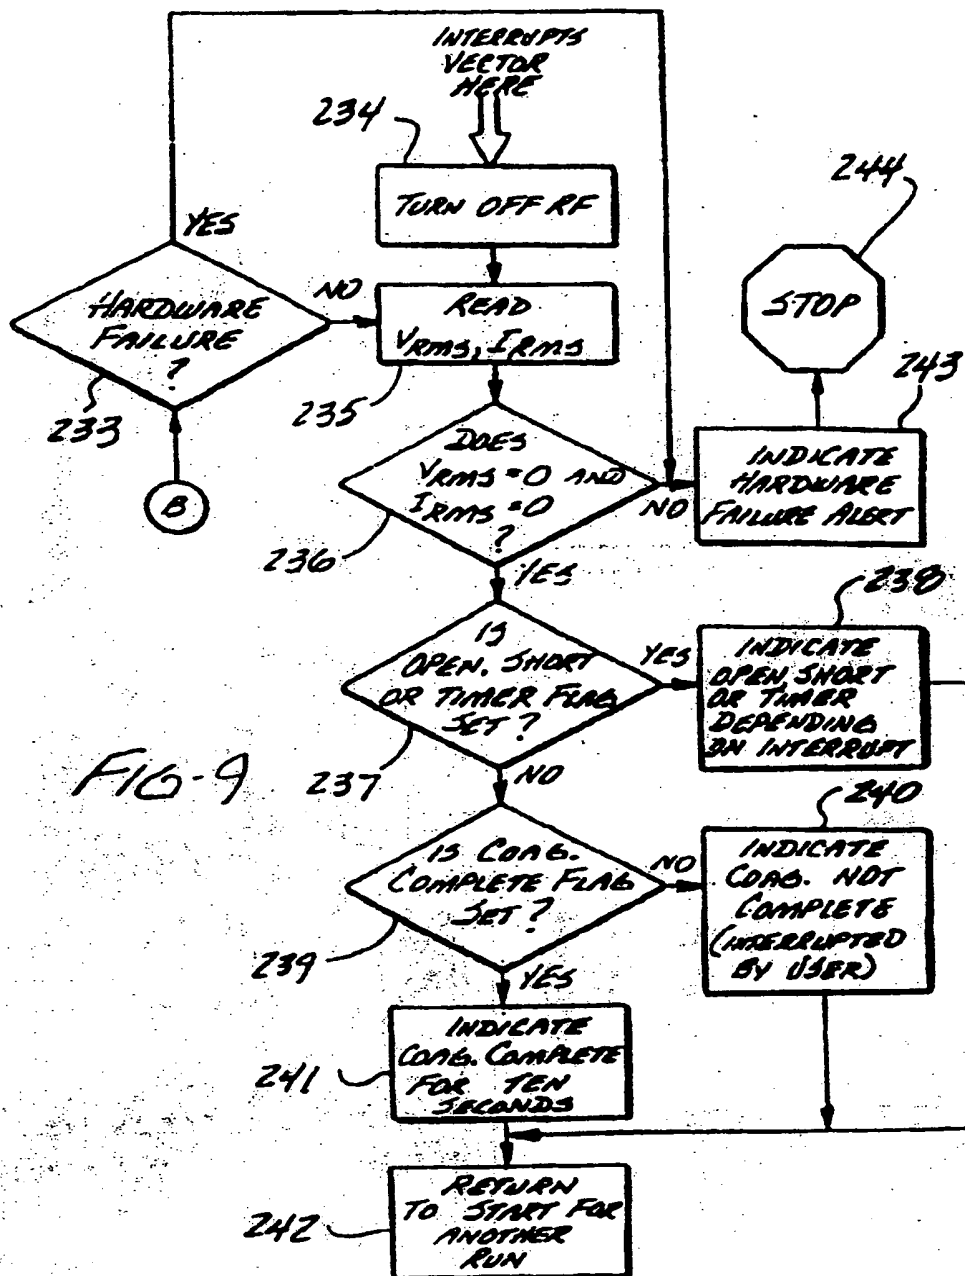 INTERRUPTS
VECTOR
HERE
234
TURN OFF RF
244
STOP
YES
HARDWARE
FAILURE
?
233
NO
READ
VRMS, IRMS
235
B
DOES
VRMS = 0 AND
IRMS = 0
?
236
NO
YES
243
INDICATE
HARDWARE
FAILURE ALERT
IS
OPEN, SHORT
OR TIMER FLAG
SET ?
237
YES
NO
238
INDICATE
OPEN, SHORT
OR TIMER
DEPENDING
ON INTERRUPT
FIG-9
IS COAG.
COMPLETE FLAG
SET ?
239
NO
YES
240
INDICATE
COAG. NOT
COMPLETE
(INTERRUPTED
BY USER)
241
INDICATE
COAG. COMPLETE
FOR TEN
SECONDS
242
RETURN
TO START FOR
ANOTHER
RUN